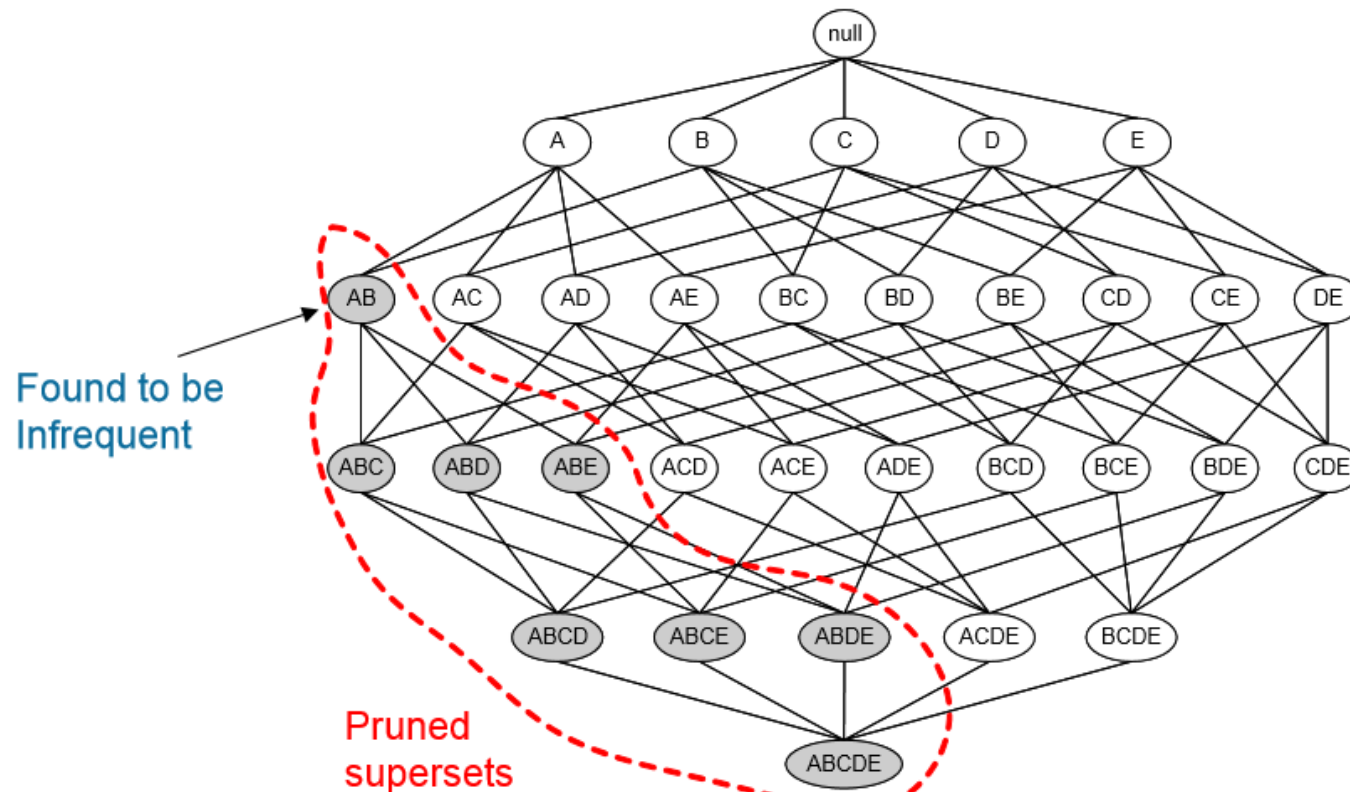 null
A B C D E
AB AC AD AE BC BD BE CD CE DE
Found to be
Infrequent
ABC ABD ABE ACD ACE ADE BCD BCE BDE CDE
ABCD ABCE ABDE ACDE BCDE
Pruned
supersets
ABCDE